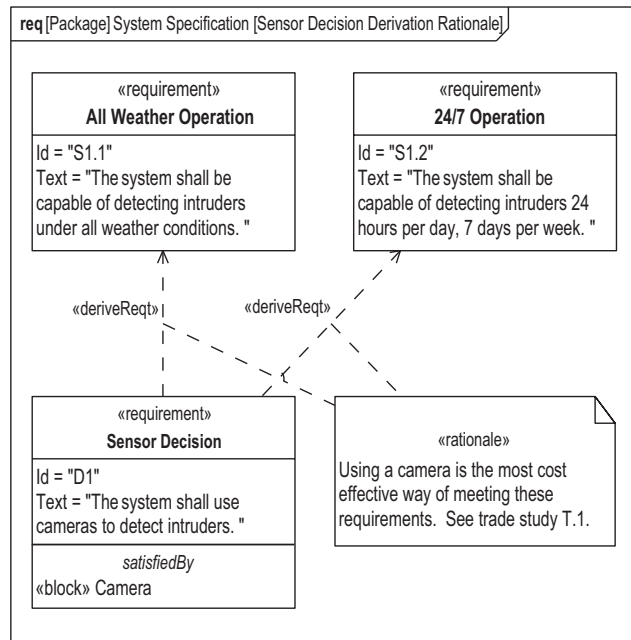 req [Package] System Specification [Sensor Decision Derivation Rationale]
«requirement»
All Weather Operation
Id = "S1.1"
Text = "The system shall be
capable of detecting intruders
under all weather conditions. "
«requirement»
24/7 Operation
Id = "S1.2"
Text = "The system shall be
capable of detecting intruders 24
hours per day, 7 days per week. "
«deriveReqt»
«deriveReqt»
«requirement»
Sensor Decision
Id = "D1"
Text = "The system shall use
cameras to detect intruders. "
satisfiedBy
«block» Camera
«rationale»
Using a camera is the most cost
effective way of meeting these
requirements. See trade study T.1.